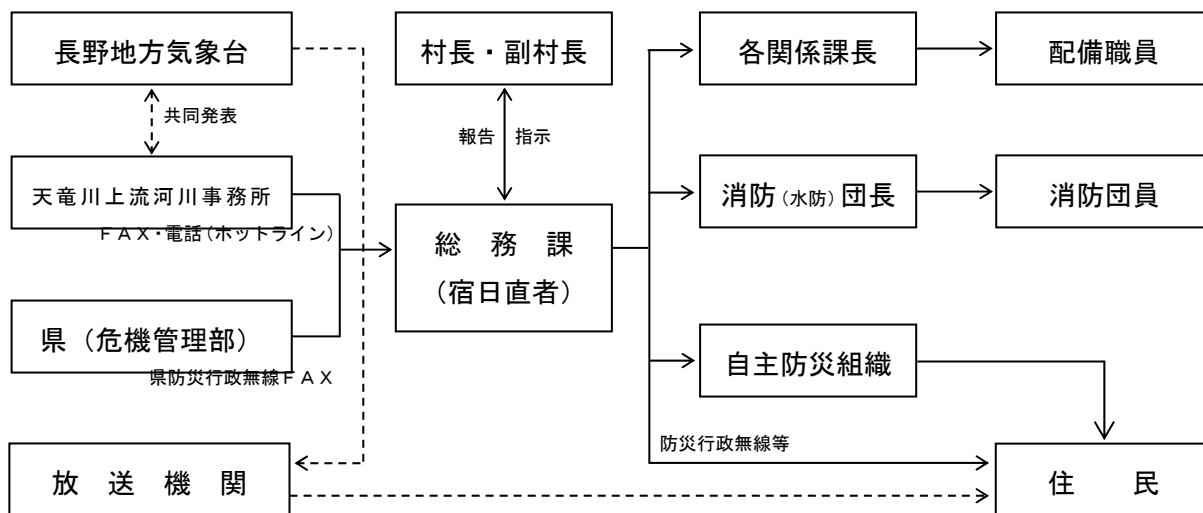 長野地方気象台
村長・副村長
各関係課長
配備職員
共同発表
報告 指示
天竜川上流河川事務所
消防（水防）団長
消防団員
ＦＡＸ・電話（ホットライン）
総　務　課
（宿日直者）
県（危機管理部）
自主防災組織
県防災行政無線ＦＡＸ
防災行政無線等
放　送　機　関
住　　民